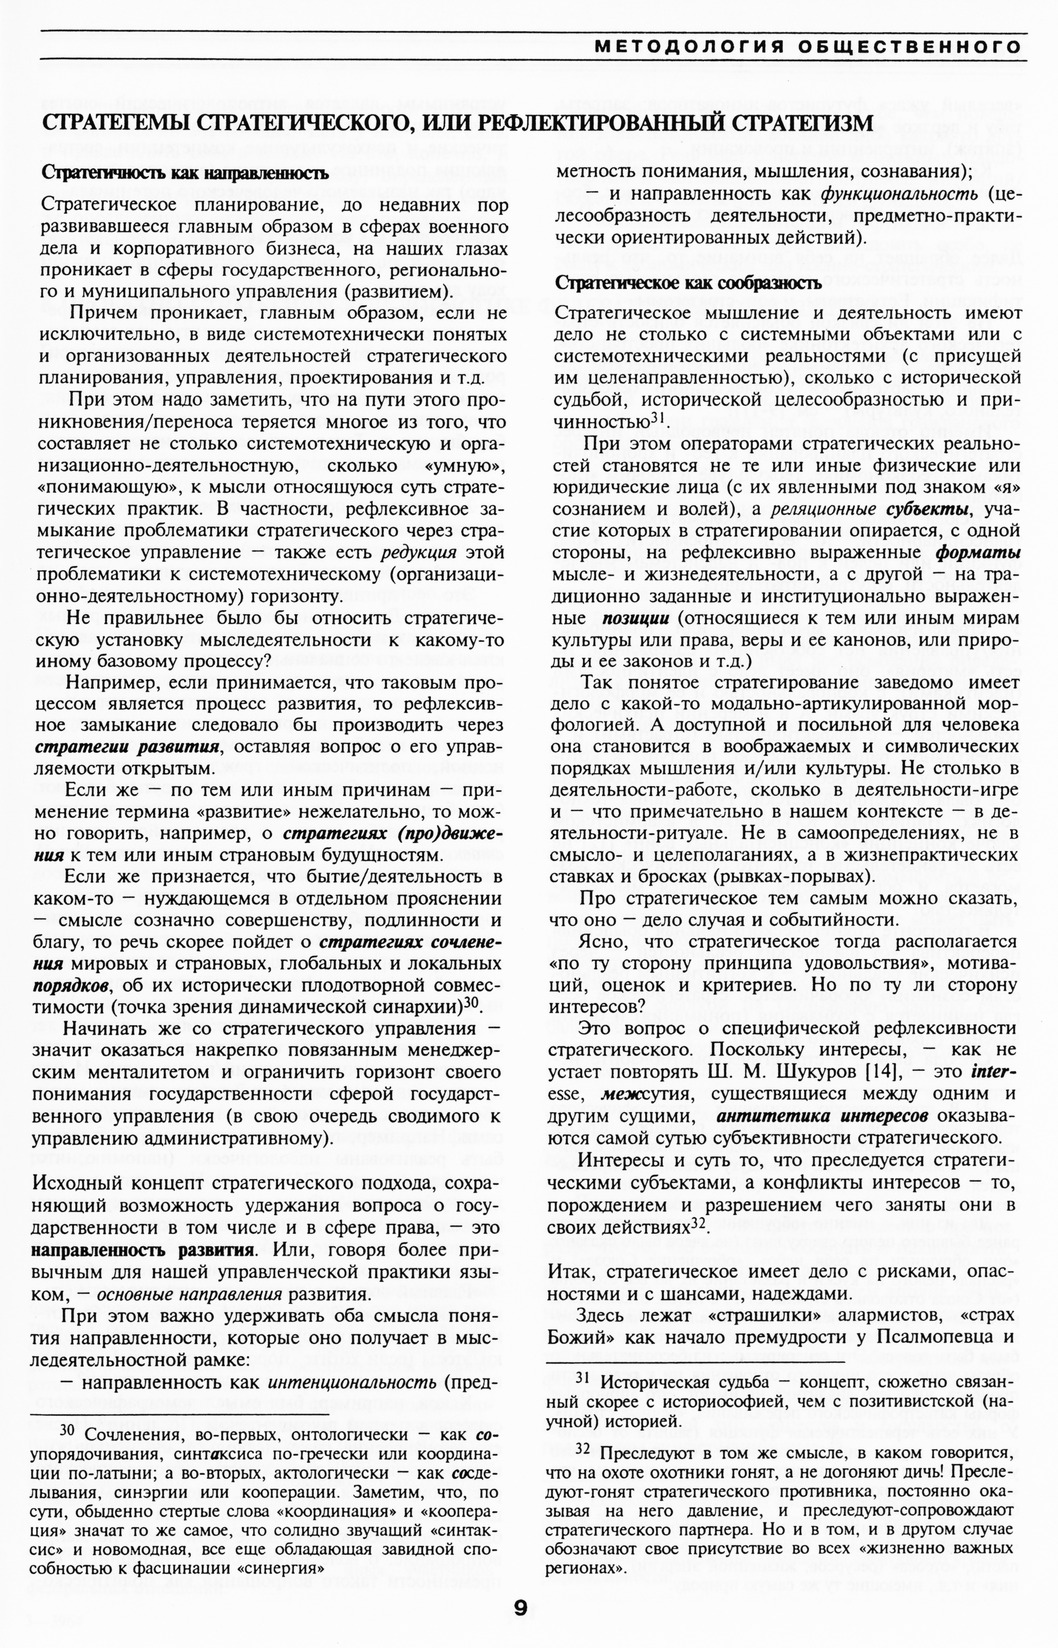 МЕТОДОЛОГИЯ ОБЩЕСТВЕННОГО
СТРАТЕГЕМЫ СТРАТЕГИЧЕСКОГО, ИЛИ РЕФЛЕКТИРОВАННЫЙ СТРАТЕГИЗМ
Стратегичность как направленность
Стратегическое планирование, до недавних пор
развивавшееся главным образом в сферах военного
дела и корпоративного бизнеса, на наших глазах
проникает в сферы государственного, регионально-
го и муниципального управления (развитием).
Причем проникает, главным образом, если не
исключительно, в виде системотехнически понятых
и организованных деятельностей стратегического
планирования, управления, проектирования и т.д.
При этом надо заметить, что на пути этого про-
никновения/переноса теряется многое из того, что
составляет не столько системотехническую и орга-
низационно-деятельностную, сколько «умную»,
«понимающую», к мысли относящуюся суть страте-
гических практик. В частности, рефлексивное за-
мыкание проблематики стратегического через стра-
тегическое управление — также есть редукция этой
проблематики к системотехническому (организаци-
онно-деятельностному) горизонту.
Не правильнее было бы относить стратегиче-
скую установку мыследеятельности к какому-то
иному базовому процессу?
Например, если принимается, что таковым про-
цессом является процесс развития, то рефлексив-
ное замыкание следовало бы производить через
стратегии развития, оставляя вопрос о его управ-
ляемости открытым.
Если же — по тем или иным причинам — при-
менение термина «развитие» нежелательно, то мож-
но говорить, например, о стратегиях (про)движе-
ния к тем или иным страновым будущностям.
Если же признается, что бытие/деятельность в
каком-то — нуждающемся в отдельном прояснении
— смысле созначно совершенству, подлинности и
благу, то речь скорее пойдет о стратегиях сочлене-
ния мировых и страновых, глобальных и локальных
порядков, об их исторически плодотворной совмес-
тимости (точка зрения динамической синархии)30.
Начинать же со стратегического управления —
значит оказаться накрепко повязанным менеджер-
ским менталитетом и ограничить горизонт своего
понимания государственности сферой государст-
венного управления (в свою очередь сводимого к
управлению административному).
Исходный концепт стратегического подхода, сохра-
няющий возможность удержания вопроса о госу-
дарственности в том числе и в сфере права, — это
направленность развития. Или, говоря более при-
вычным для нашей управленческой практики язы-
ком, — основные направления развития.
При этом важно удерживать оба смысла поня-
тия направленности, которые оно получает в мыс-
ледеятельностной рамке:
— направленность как интенциональность (пред-
30 Сочленения, во-первых, онтологически — как со-
упорядочивания, синтаксиса по-гречески или координа-
ции по-латыни; а во-вторых, актологически — как соsде-
лывания, синэргии или кооперации. Заметим, что, по
сути, обыденно стертые слова «координация» и «коопера-
ция» значат то же самое, что солидно звучащий «синтак-
сис» и новомодная, все еще обладающая завидной спо-
собностью к фасцинации «синергия»
метность понимания, мышления, сознавания);
— и направленность как функциональность (це-
лесообразность деятельности, предметно-практи-
чески ориентированных действий).
Стратегическое как сообразность
Стратегическое мышление и деятельность имеют
дело не столько с системными объектами или с
системотехническими реальностями (с присущей
им целенаправленностью), сколько с исторической
судьбой, исторической целесообразностью и при-
чинностью31.
При этом операторами стратегических реально-
стей становятся не те или иные физические или
юридические лица (с их явленными под знаком «я»
сознанием и волей), а реляционные субъекты, уча-
стие которых в стратегировании опирается, с одной
стороны, на рефлексивно выраженные форматы
мысле- и жизнедеятельности, а с другой — на тра-
диционно заданные и институционально выражен-
ные позиции (относящиеся к тем или иным мирам
культуры или права, веры и ее канонов, или приро-
ды и ее законов и т.д.)
Так понятое стратегирование заведомо имеет
дело с какой-то модально-артикулированной мор-
фологией. А доступной и посильной для человека
она становится в воображаемых и символических
порядках мышления и/или культуры. Не столько в
деятельности-работе, сколько в деятельности-игре
и — что примечательно в нашем контексте — в де-
ятельности-ритуале. Не в самоопределениях, не в
смысло- и целеполаганиях, а в жизнепрактических
ставках и бросках (рывках-порывах).
Про стратегическое тем самым можно сказать,
что оно — дело случая и событийности.
Ясно, что стратегическое тогда располагается
«по ту сторону принципа удовольствия», мотива-
ций, оценок и критериев. Но по ту ли сторону
интересов?
Это вопрос о специфической рефлексивности
стратегического. Поскольку интересы, — как не
устает повторять Ш. М. Шукуров [14], — это inter-
esse, межсутия, существящиеся между одним и
другим сущими, антитетика интересов оказыва-
ются самой сутью субъективности стратегического.
Интересы и суть то, что преследуется стратеги-
ческими субъектами, а конфликты интересов — то,
порождением и разрешением чего заняты они в
своих действиях32.
Итак, стратегическое имеет дело с рисками, опас-
ностями и с шансами, надеждами.
Здесь лежат «страшилки» алармистов, «страх
Божий» как начало премудрости у Псалмопевца и
31 Историческая судьба — концепт, сюжетно связан-
ный скорее с историософией, чем с позитивистской (на-
учной) историей.
32 Преследуют в том же смысле, в каком говорится,
что на охоте охотники гонят, а не догоняют дичь! Пресле-
дуют-гонят стратегического противника, постоянно ока-
зывая на него давление, и преследуют-сопровождают
стратегического партнера. Но и в том, и в другом случае
обозначают свое присутствие во всех «жизненно важных
регионах».
9